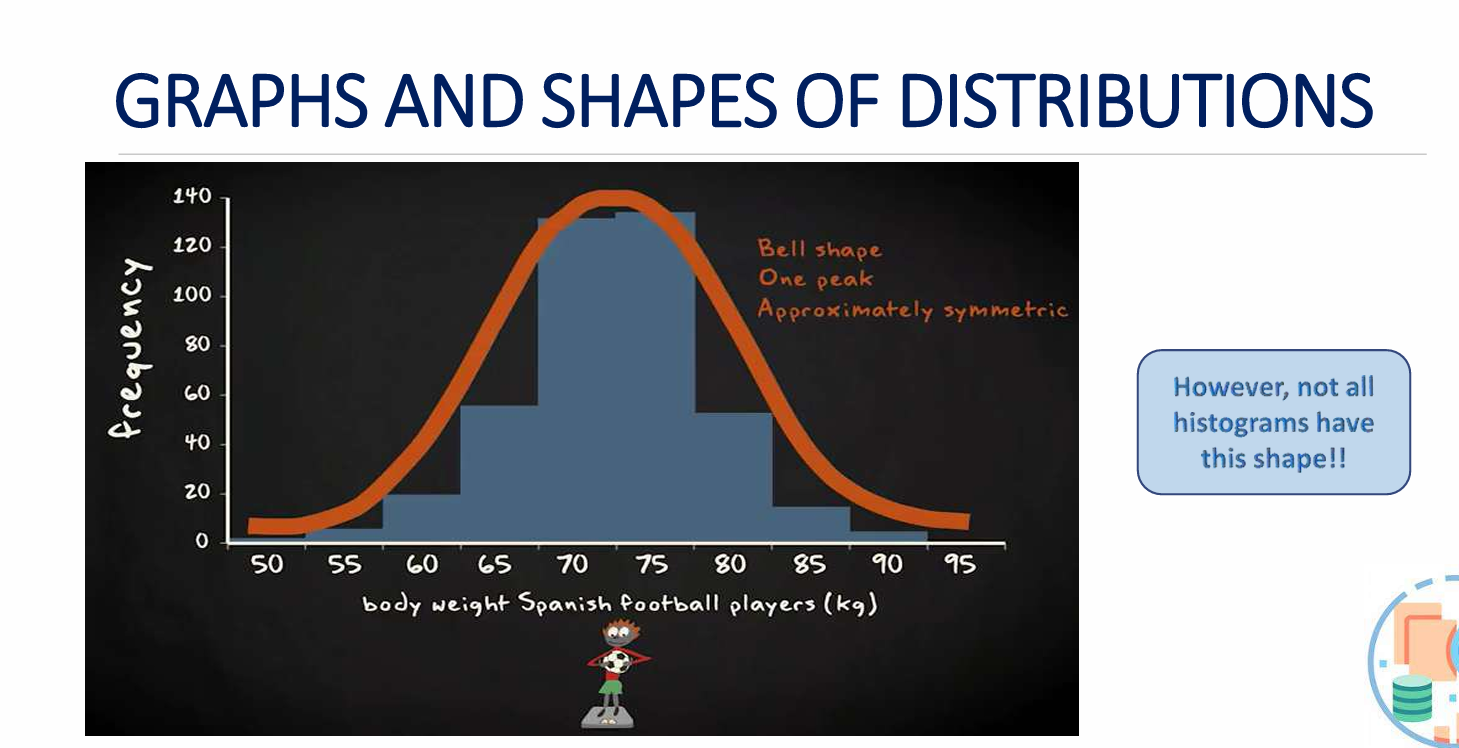 GRAPHS AND SHAPES OF DISTRIBUTIONS
frequency
140
120
100
80
60
40
20
0
Bell shape
One peak
Approximately symmetric
50 55 60 65 70 75 80 85 90 95
body weight Spanish football players (kg)
However, not all
histograms have
this shape!!